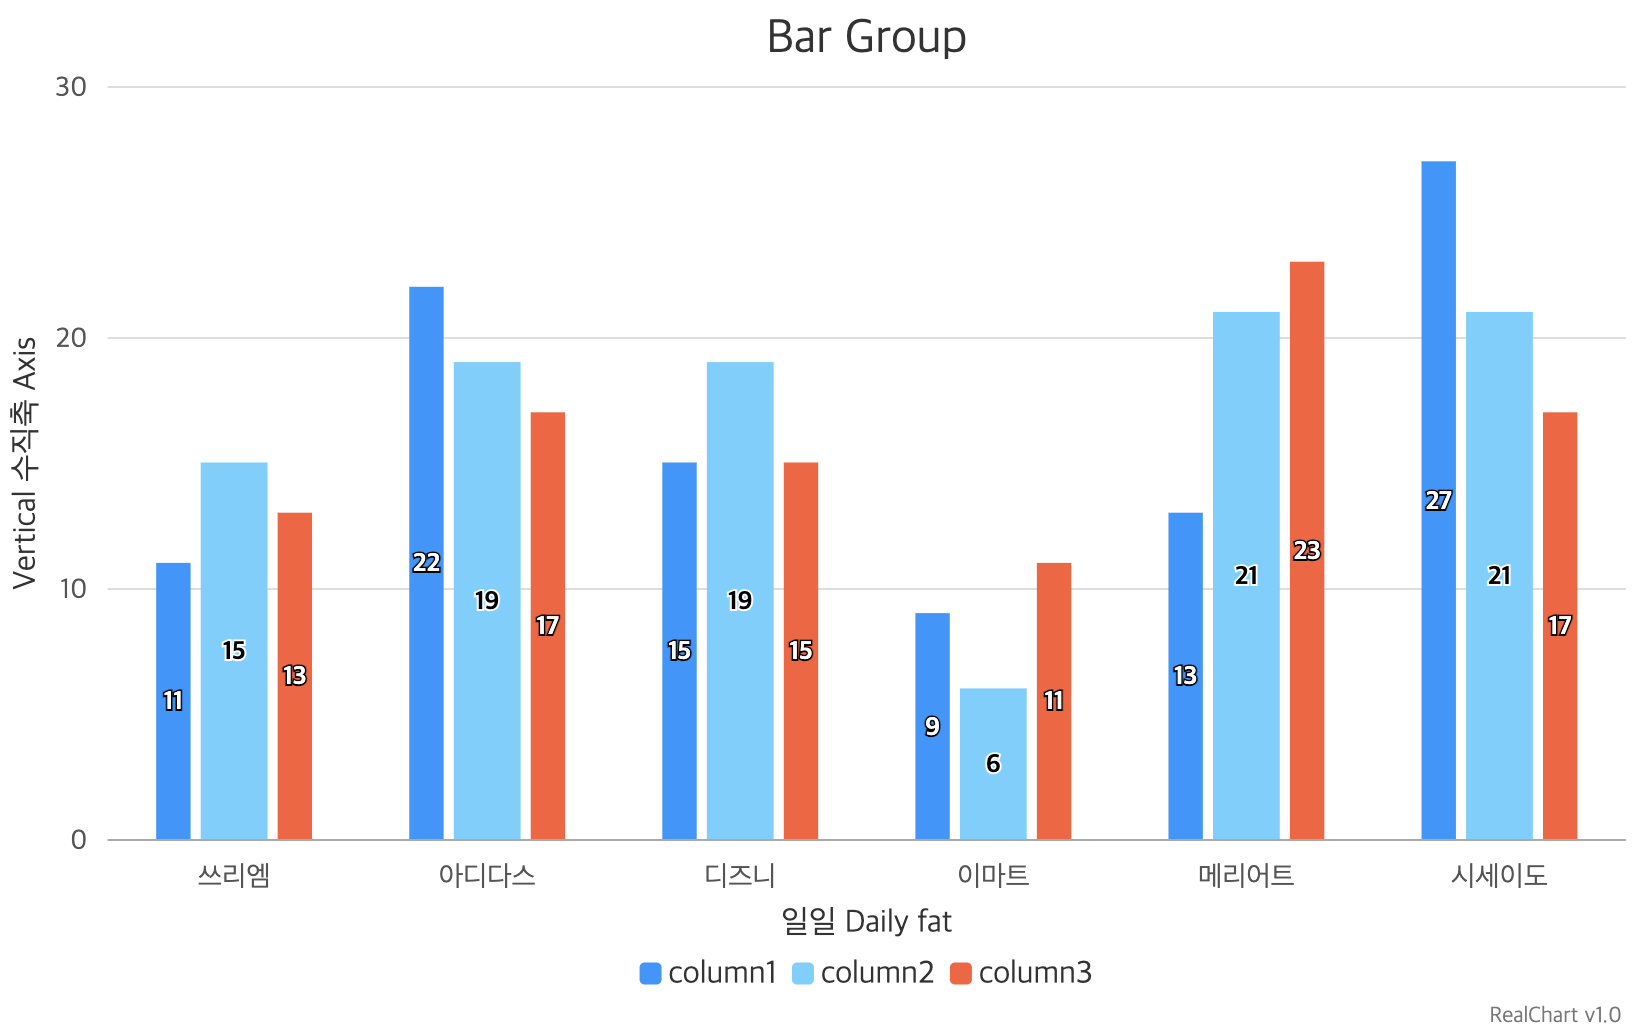 Bar Group
30
20
10
0
Vertical 수직축 Axis
11 15 13 22 19 17 15 19 15 9 6 11 13 21 23 27 21 17
쓰리엠 아디다스 디즈니 이마트 메리어트 시세이도
일일 Daily fat
column1 column2 column3
RealChart v1.0